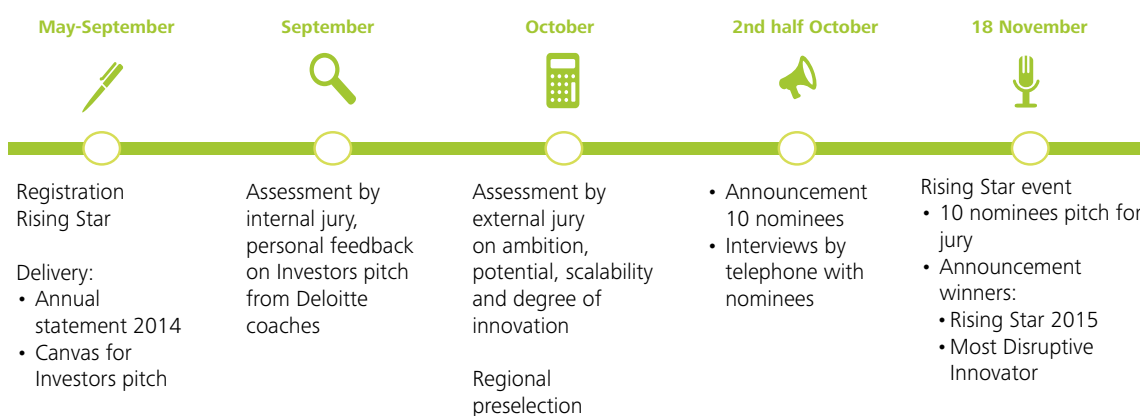 May-September
Registration
Rising Star
Delivery:
• Annual
statement 2014
• Canvas for
Investors pitch
September
Assessment by
internal jury,
personal feedback
on Investors pitch
from Deloitte
coaches
October
Assessment by
external jury
on ambition,
potential, scalability
and degree of
innovation
Regional
preselection
2nd half October
• Announcement
10 nominees
• Interviews by
telephone with
nominees
18 November
Rising Star event
• 10 nominees pitch for
jury
• Announcement
winners:
• Rising Star 2015
• Most Disruptive
Innovator